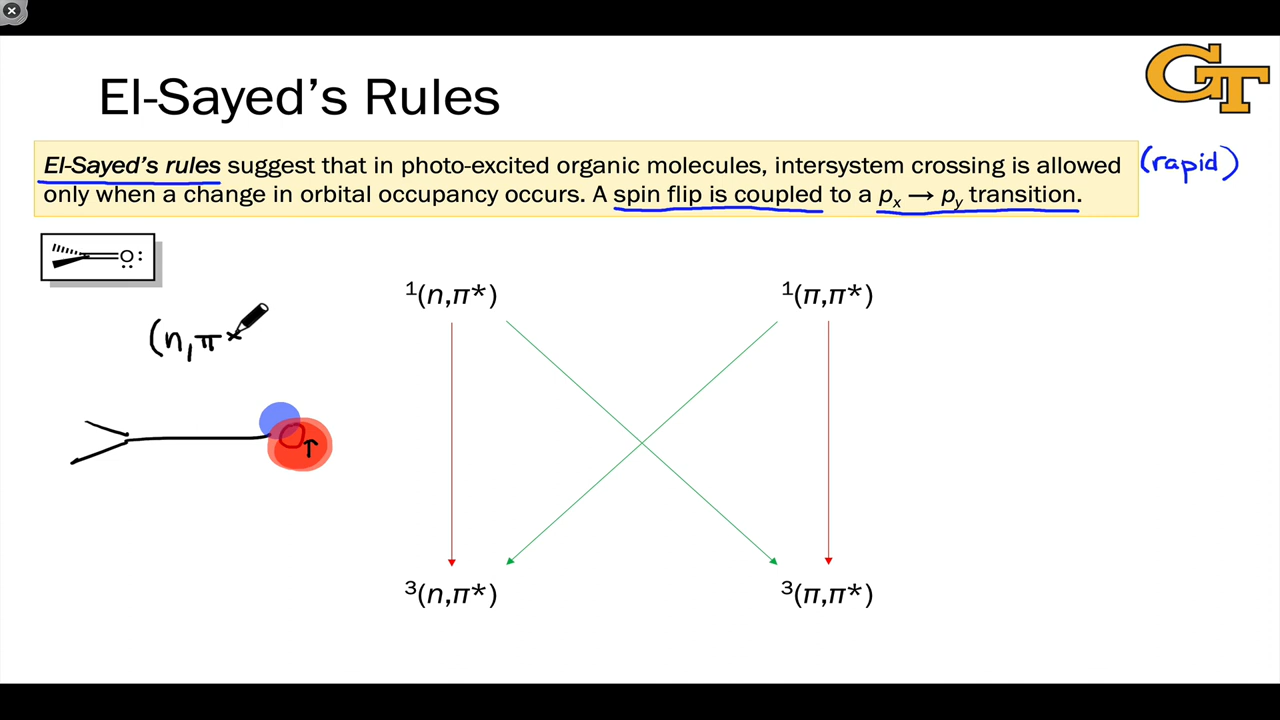 GT
El-Sayed's Rules
El-Sayed's rules suggest that in photo-excited organic molecules, intersystem crossing is allowed (rapid)
only when a change in orbital occupancy occurs. A spin flip is coupled to a pₓ → pᵧ transition.
O
(n,π*
¹(n,π*) ¹(π,π*)
O
³(n,π*) ³(π,π*)